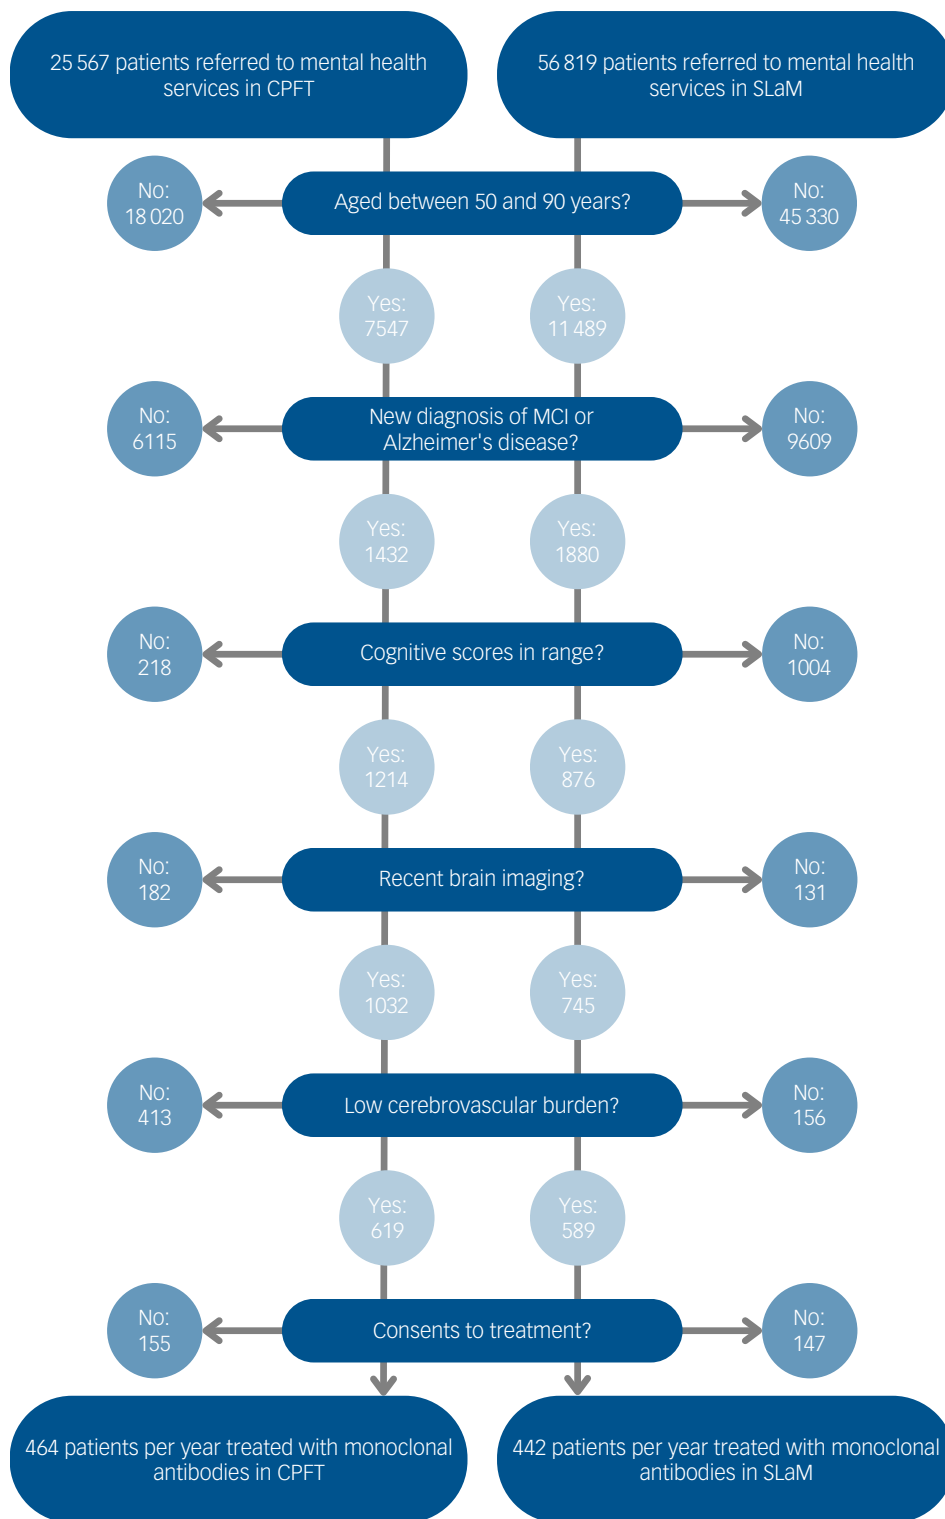 25 567 patients referred to mental health
services in CPFT
56 819 patients referred to mental health
services in SLaM
No:
18 020
Aged between 50 and 90 years?
No:
45 330
Yes:
7547
Yes:
11 489
No:
6115
New diagnosis of MCI or
Alzheimer's disease?
No:
9609
Yes:
1432
Yes:
1880
No:
218
Cognitive scores in range?
No:
1004
Yes:
1214
Yes:
876
No:
182
Recent brain imaging?
No:
131
Yes:
1032
Yes:
745
No:
413
Low cerebrovascular burden?
No:
156
Yes:
619
Yes:
589
No:
155
Consents to treatment?
No:
147
464 patients per year treated with monoclonal
antibodies in CPFT
442 patients per year treated with monoclonal
antibodies in SLaM